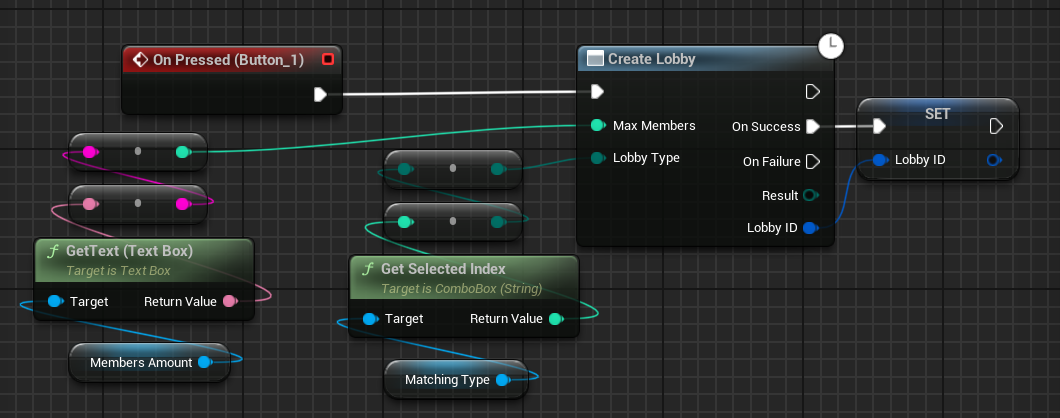 On Pressed (Button_1)
Create Lobby
Max Members
On Success
Lobby Type
On Failure
Result
Lobby ID
SET
Lobby ID
GetText (Text Box)
Target is Text Box
Target
Return Value
Members Amount
Get Selected Index
Target is ComboBox (String)
Target
Return Value
Matching Type